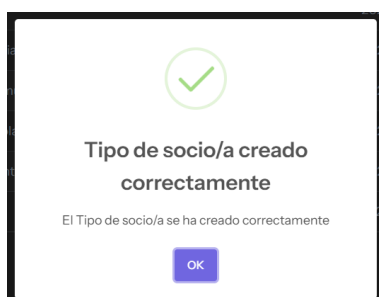 Tipo de socio/a creado
correctamente
El Tipo de socio/a se ha creado correctamente
OK